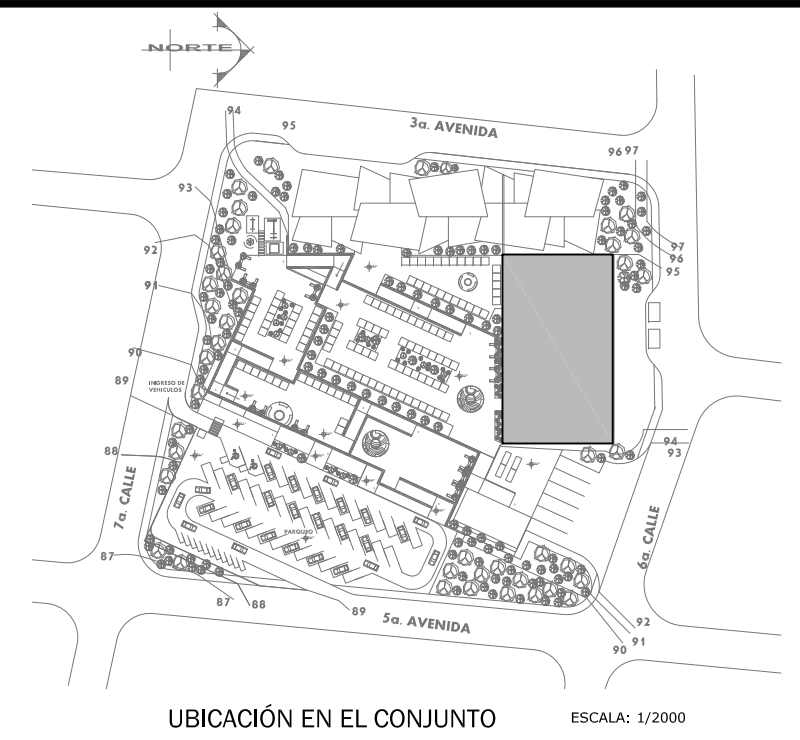 NORTE
94
95
3a. AVENIDA
96 97
93
92
97
96
95
91
90
89
INGRESO DE
VEHICULOS
94
93
88
7a. CALLE
6a. CALLE
PARQUEO
87
87
88
89
5a. AVENIDA
92
91
90
UBICACIÓN EN EL CONJUNTO
ESCALA: 1/2000